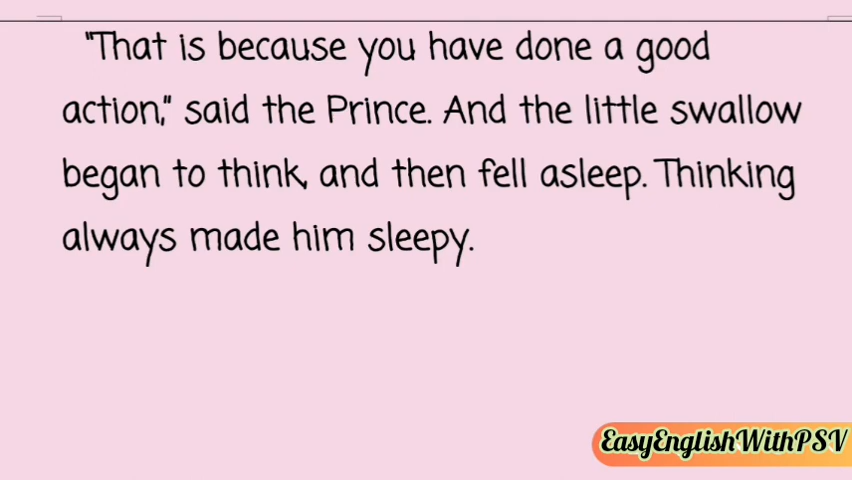 "That is because you have done a good
action," said the Prince. And the little swallow
began to think, and then fell asleep. Thinking
always made him sleepy.
EasyEnglishWithPSV